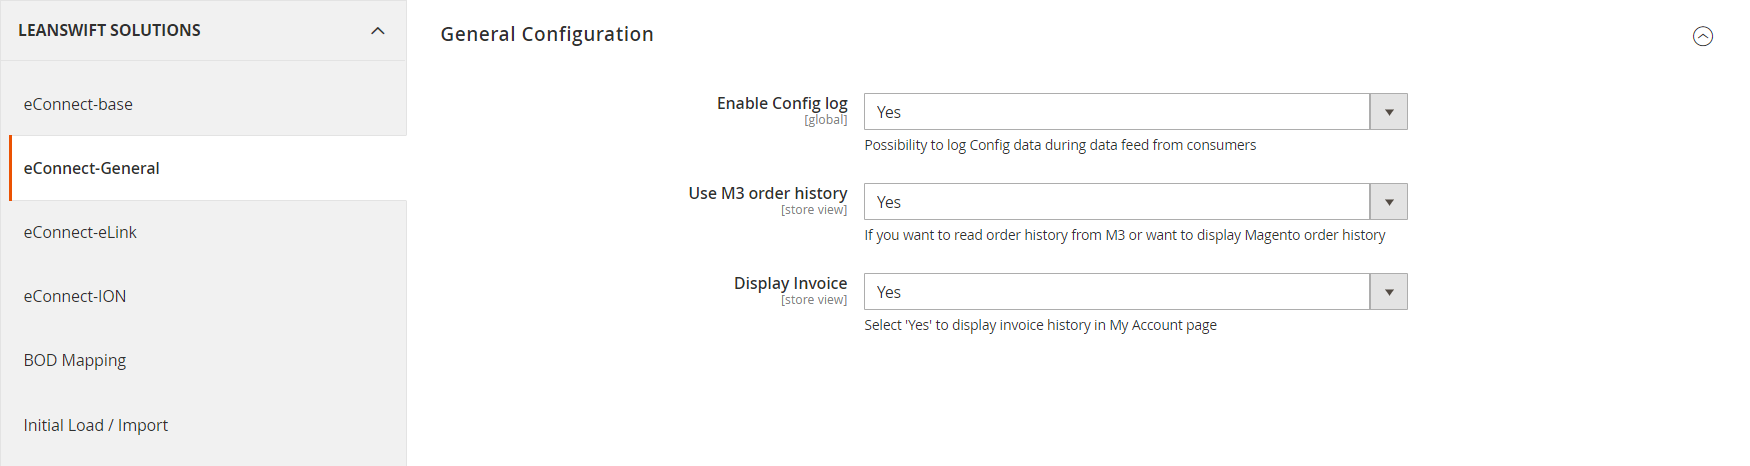 LEANSWIFT SOLUTIONS
eConnect-base
eConnect-General
eConnect-eLink
eConnect-ION
BOD Mapping
Initial Load / Import
General Configuration
Enable Config log
[global]
Yes
Possibility to log Config data during data feed from consumers
Use M3 order history
[store view]
Yes
If you want to read order history from M3 or want to display Magento order history
Display Invoice
[store view]
Yes
Select 'Yes' to display invoice history in My Account page